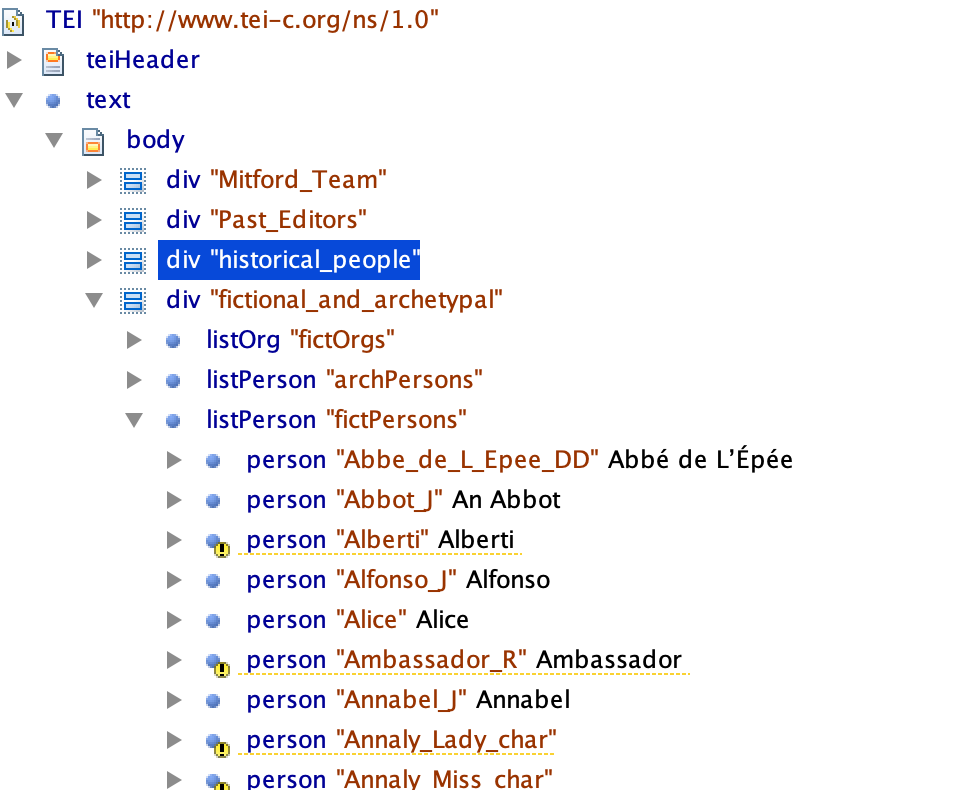 TEI "http://www.tei-c.org/ns/1.0"
teiHeader
text
body
div "Mitford_Team"
div "Past_Editors"
div "historical_people"
div "fictional_and_archetypal"
listOrg "fictOrgs"
listPerson "archPersons"
listPerson "fictPersons"
person "Abbe_de_L_Epee_DD" Abbé de L’Épée
person "Abbot_J" An Abbot
person "Alberti" Alberti
person "Alfonso_J" Alfonso
person "Alice" Alice
person "Ambassador_R" Ambassador
person "Annabel_J" Annabel
person "Annaly_Lady_char"
person "Annaly_Miss_char"